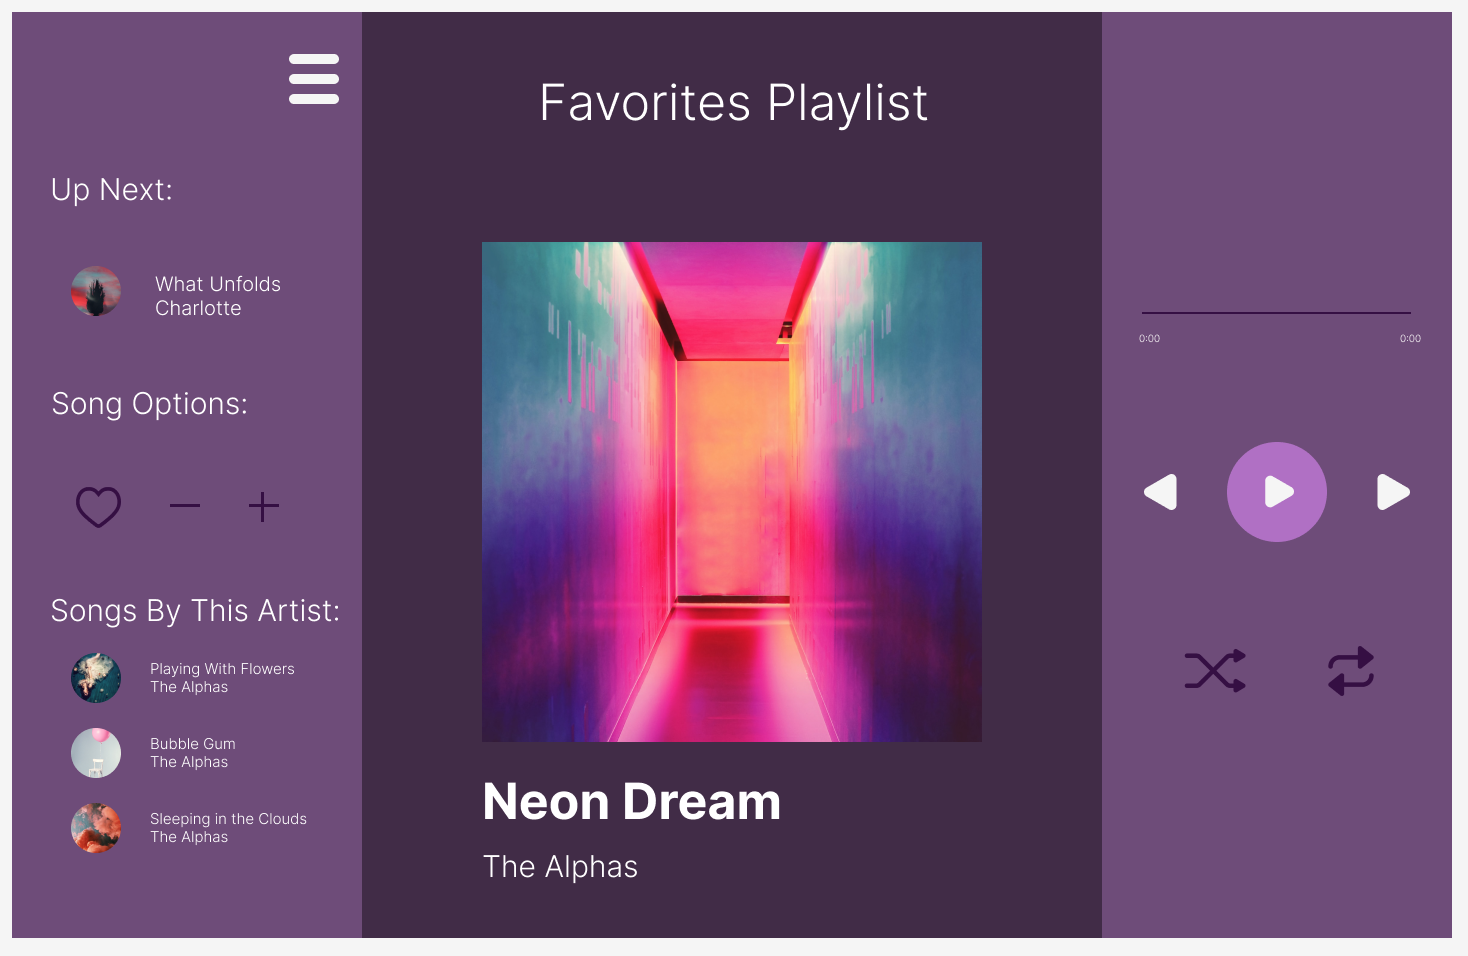 Favorites Playlist
Up Next:
What Unfolds
Charlotte
Song Options:
Songs By This Artist:
Playing With Flowers
The Alphas
Bubble Gum
The Alphas
Sleeping in the Clouds
The Alphas
Neon Dream
The Alphas
0:00
0:00